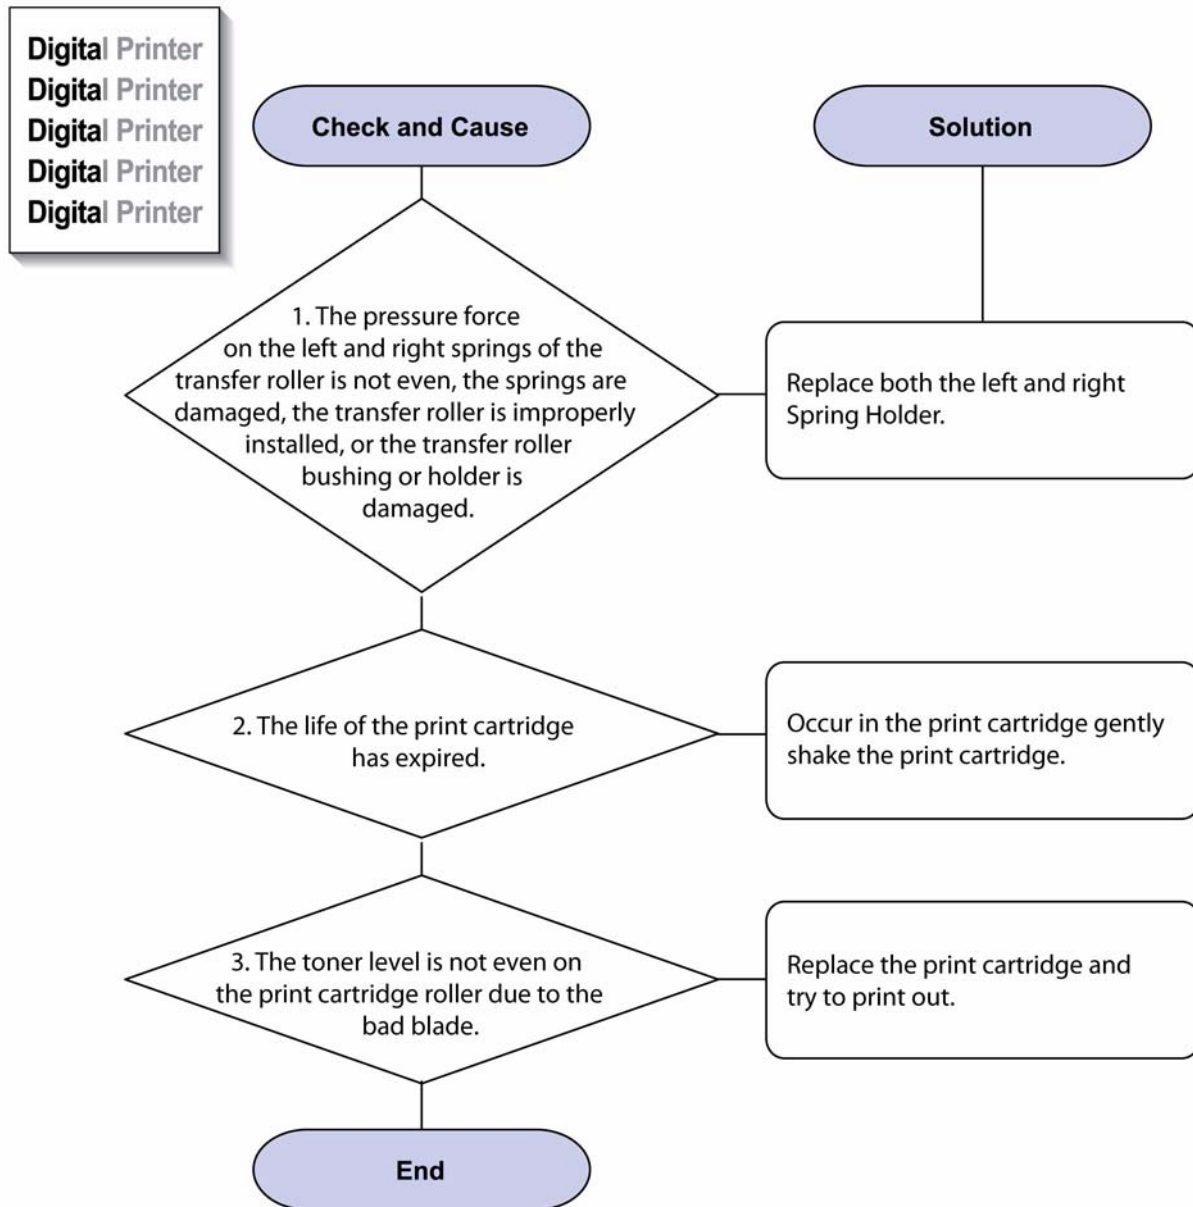 Digital Printer
Digital Printer
Digital Printer
Digital Printer
Digital Printer
Check and Cause
Solution
1. The pressure force
on the left and right springs of the
transfer roller is not even, the springs are
damaged, the transfer roller is improperly
installed, or the transfer roller
bushing or holder is
damaged.
Replace both the left and right
Spring Holder.
2. The life of the print cartridge
has expired.
Occur in the print cartridge gently
shake the print cartridge.
3. The toner level is not even on
the print cartridge roller due to the
bad blade.
Replace the print cartridge and
try to print out.
End